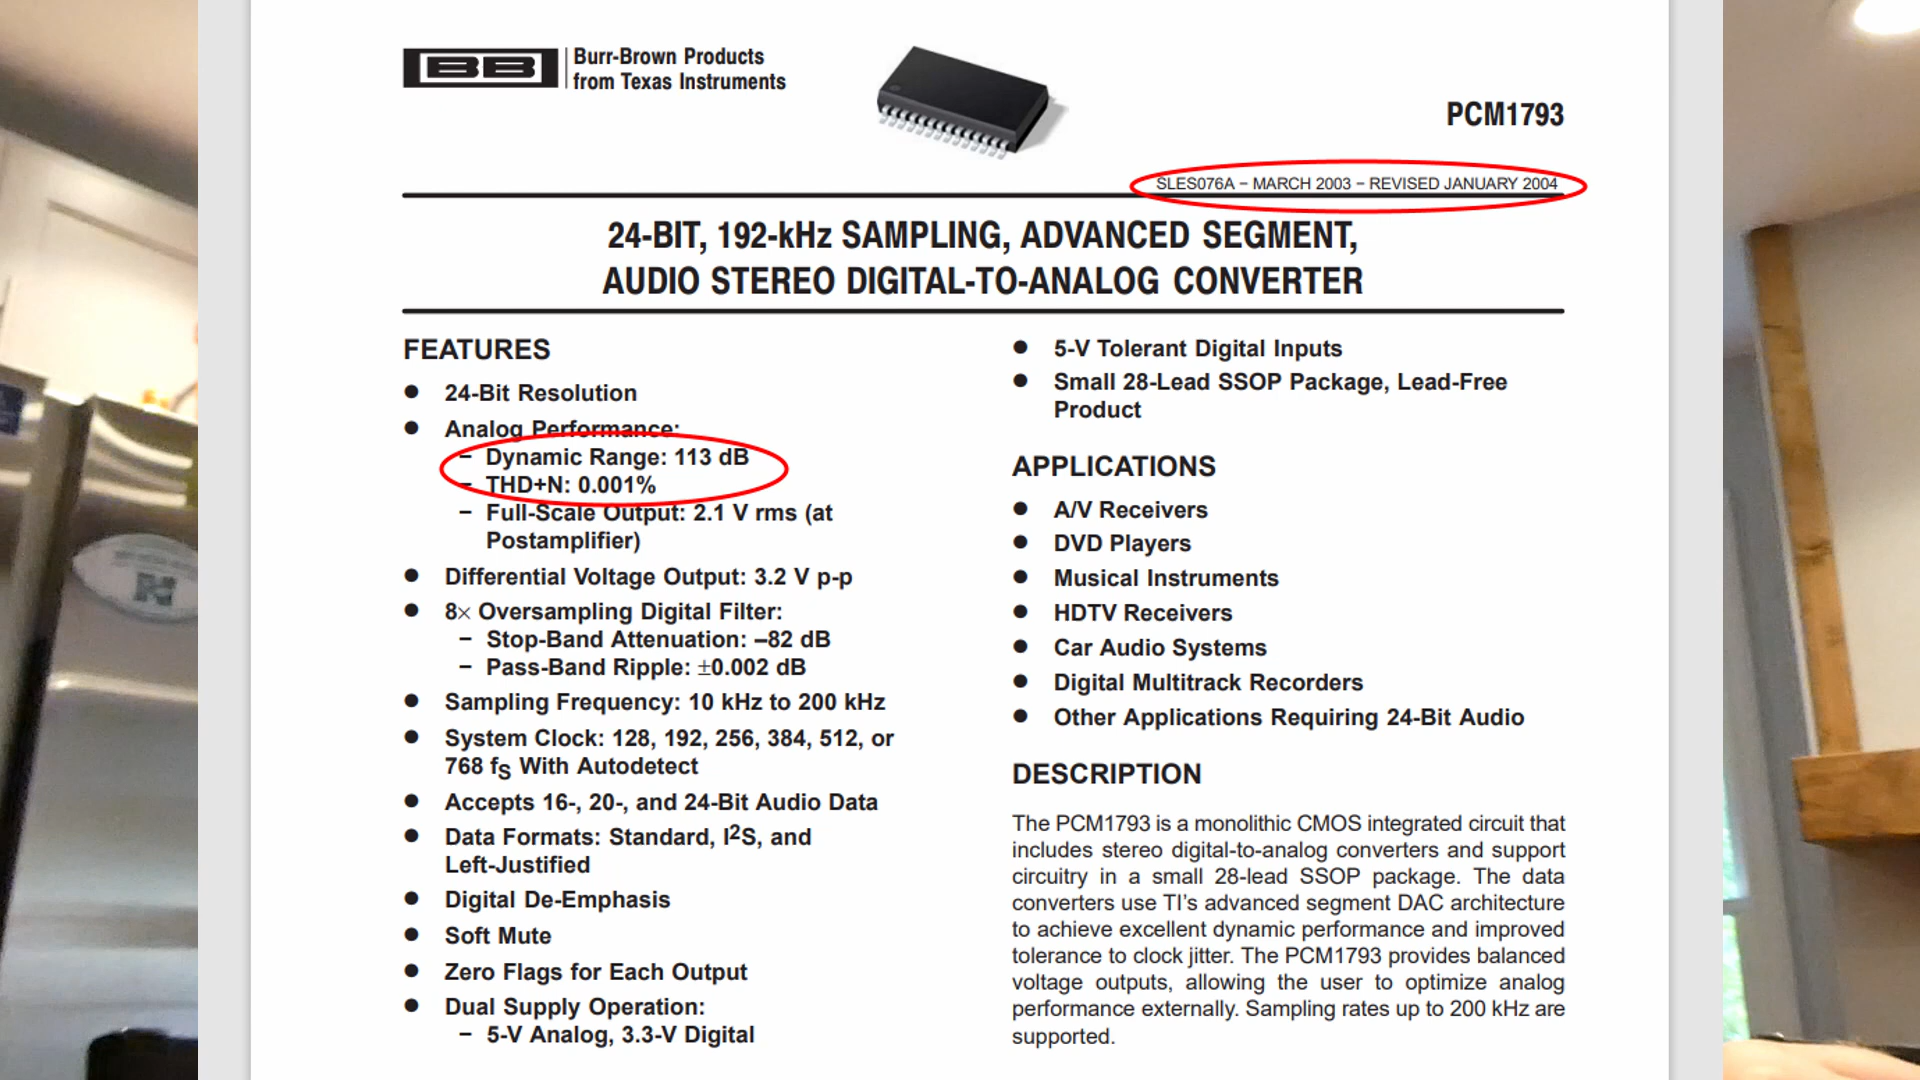 BB
Burr-Brown Products
from Texas Instruments
PCM1793
SLES076A − MARCH 2003 − REVISED JANUARY 2004
24-BIT, 192-kHz SAMPLING, ADVANCED SEGMENT,
AUDIO STEREO DIGITAL-TO-ANALOG CONVERTER
FEATURES
● 24-Bit Resolution
● Analog Performance:
− Dynamic Range: 113 dB
− THD+N: 0.001%
− Full-Scale Output: 2.1 V rms (at
Postamplifier)
● Differential Voltage Output: 3.2 V p-p
● 8× Oversampling Digital Filter:
− Stop-Band Attenuation: –82 dB
− Pass-Band Ripple: ±0.002 dB
● Sampling Frequency: 10 kHz to 200 kHz
● System Clock: 128, 192, 256, 384, 512, or
768 fS With Autodetect
● Accepts 16-, 20-, and 24-Bit Audio Data
● Data Formats: Standard, I2S, and
Left-Justified
● Digital De-Emphasis
● Soft Mute
● Zero Flags for Each Output
● Dual Supply Operation:
− 5-V Analog, 3.3-V Digital
● 5-V Tolerant Digital Inputs
● Small 28-Lead SSOP Package, Lead-Free
Product
APPLICATIONS
● A/V Receivers
● DVD Players
● Musical Instruments
● HDTV Receivers
● Car Audio Systems
● Digital Multitrack Recorders
● Other Applications Requiring 24-Bit Audio
DESCRIPTION
The PCM1793 is a monolithic CMOS integrated circuit that
includes stereo digital-to-analog converters and support
circuitry in a small 28-lead SSOP package. The data
converters use TI’s advanced segment DAC architecture
to achieve excellent dynamic performance and improved
tolerance to clock jitter. The PCM1793 provides balanced
voltage outputs, allowing the user to optimize analog
performance externally. Sampling rates up to 200 kHz are
supported.